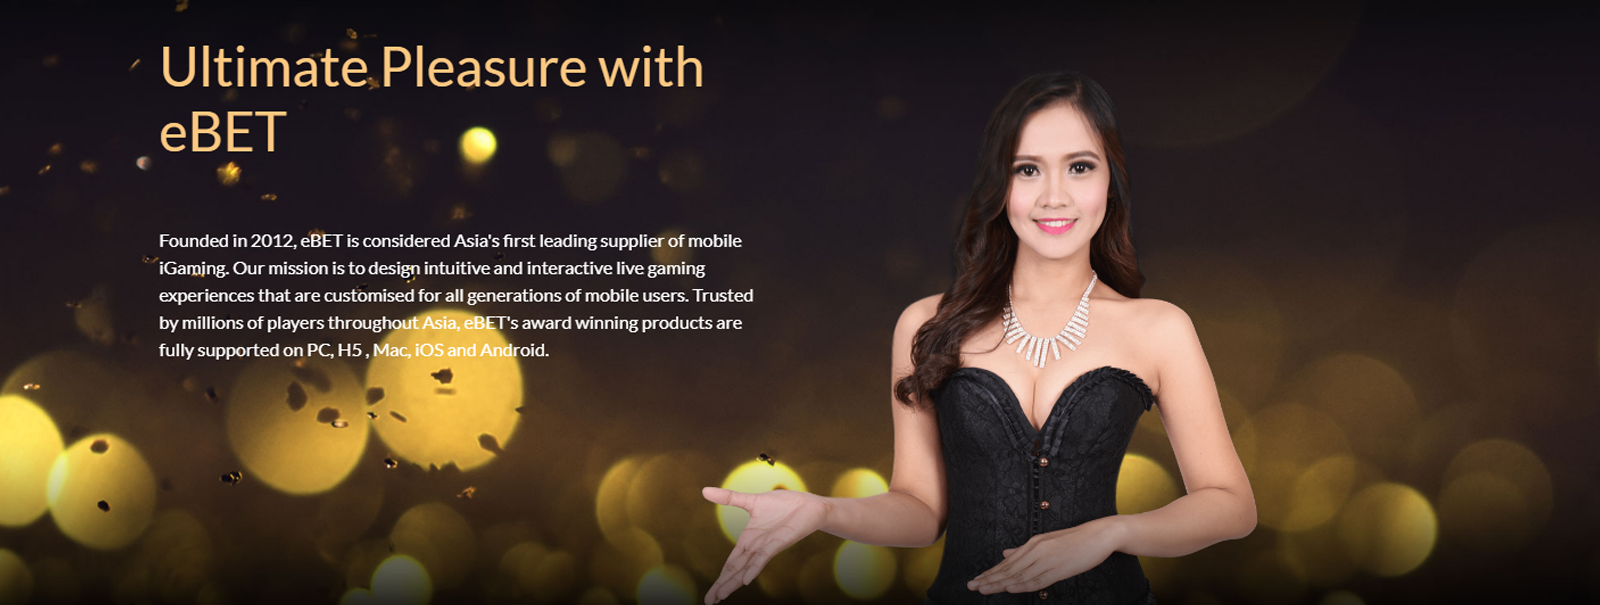 Ultimate Pleasure with
eBET
Founded in 2012, eBET is considered Asia's first leading supplier of mobile
iGaming. Our mission is to design intuitive and interactive live gaming
experiences that are customised for all generations of mobile users. Trusted
by millions of players throughout Asia, eBET's award winning products are
fully supported on PC, H5 , Mac, iOS and Android.